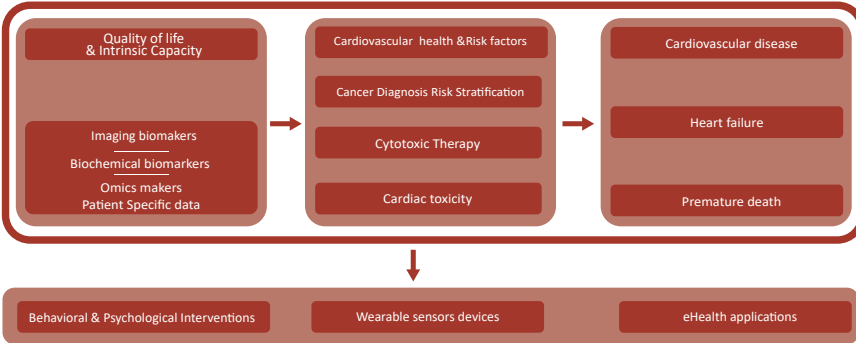 Quality of life
& Intrinsic Capacity
Imaging biomakers
Biochemical biomarkers
Omics makers
Patient Specific data
Cardiovascular health &Risk factors
Cancer Diagnosis Risk Stratification
Cytotoxic Therapy
Cardiac toxicity
Cardiovascular disease
Heart failure
Premature death
Behavioral & Psychological Interventions
Wearable sensors devices
eHealth applications